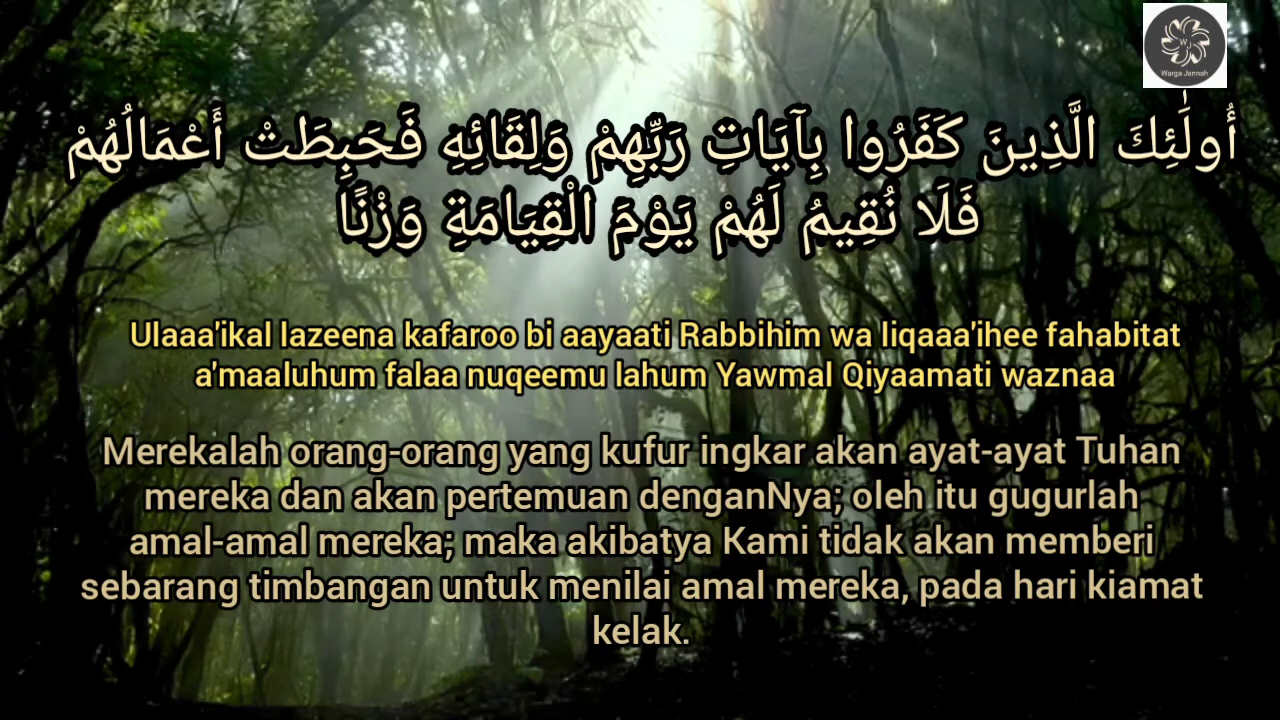 Warga Jannah
أُولَٰئِكَ الَّذِينَ كَفَرُوا بِآيَاتِ رَبِّهِمْ وَلِقَائِهِ فَحَبِطَتْ أَعْمَالُهُمْ
فَلَا نُقِيمُ لَهُمْ يَوْمَ الْقِيَامَةِ وَزْنًا
Ulaaa'ikal lazeena kafaroo bi aayaati Rabbihim wa liqaaa'ihee fahabitat
a'maaluhum falaa nuqeemu lahum Yawmal Qiyaamati waznaa
Merekalah orang-orang yang kufur ingkar akan ayat-ayat Tuhan
mereka dan akan pertemuan denganNya; oleh itu gugurlah
amal-amal mereka; maka akibatya Kami tidak akan memberi
sebarang timbangan untuk menilai amal mereka, pada hari kiamat
kelak.